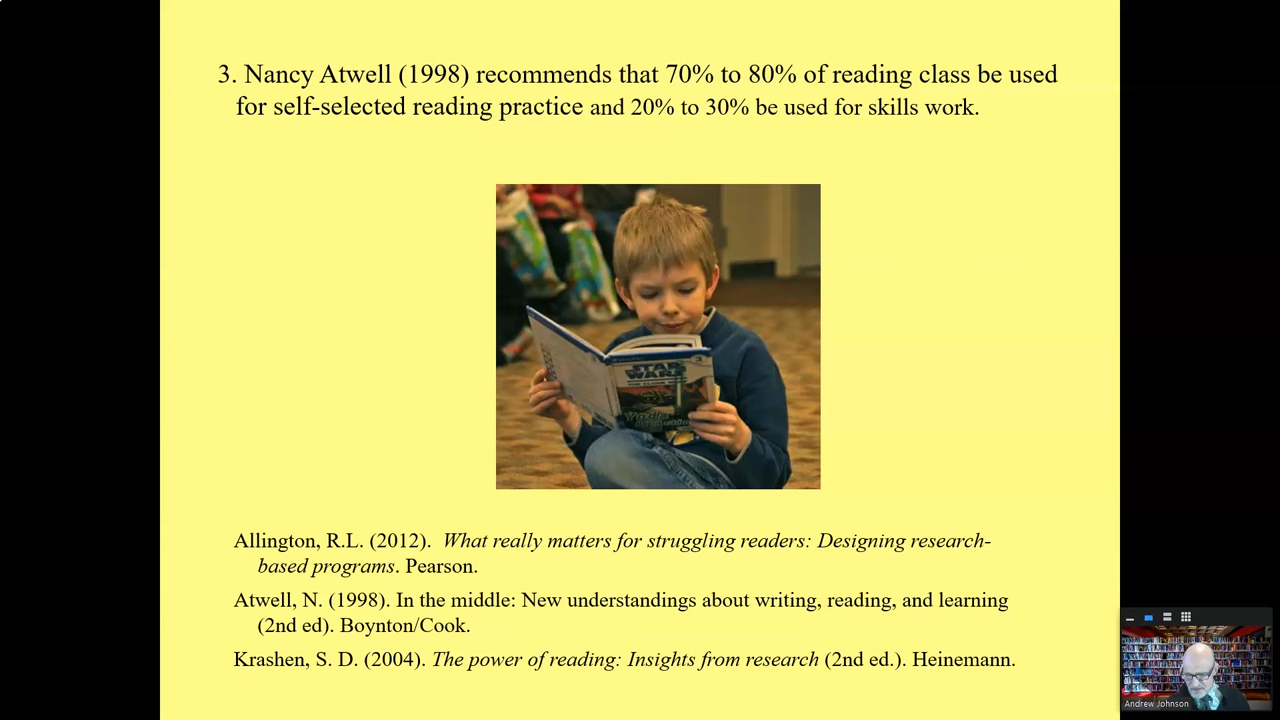 3. Nancy Atwell (1998) recommends that 70% to 80% of reading class be used
for self-selected reading practice and 20% to 30% be used for skills work.
STAR
WARS
Allington, R.L. (2012). What really matters for struggling readers: Designing research-
based programs. Pearson.
Atwell, N. (1998). In the middle: New understandings about writing, reading, and learning
(2nd ed). Boynton/Cook.
Krashen, S. D. (2004). The power of reading: Insights from research (2nd ed.). Heinemann.
Andrew Johnson